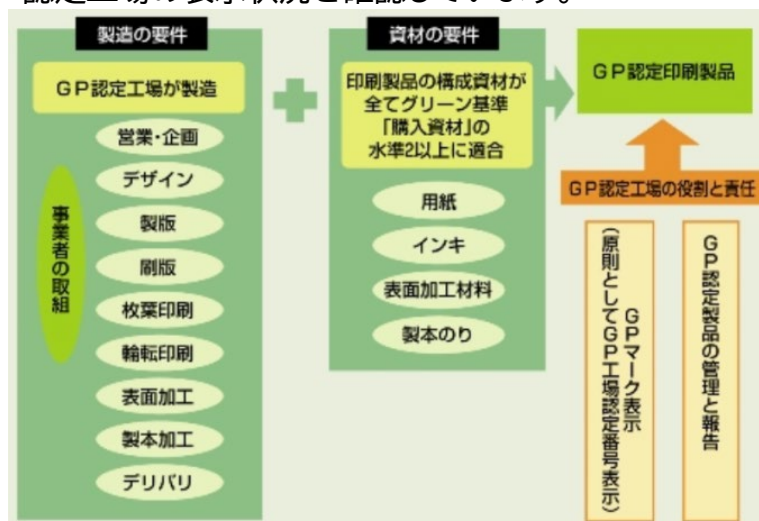 認定工場の表示状況を確認しています。
製造の要件
GP認定工場が製造
事業者の取組
営業・企画
デザイン
製版
刷版
枚葉印刷
輪転印刷
表面加工
製本加工
デリバリ
資材の要件
印刷製品の構成資材が
全てグリーン基準
「購入資材」の
水準2以上に適合
用紙
インキ
表面加工材料
製本のり
GP認定印刷製品
GP認定工場の役割と責任
GP認定製品の管理と報告
GPマーク表示
(原則としてGP工場認定番号表示)